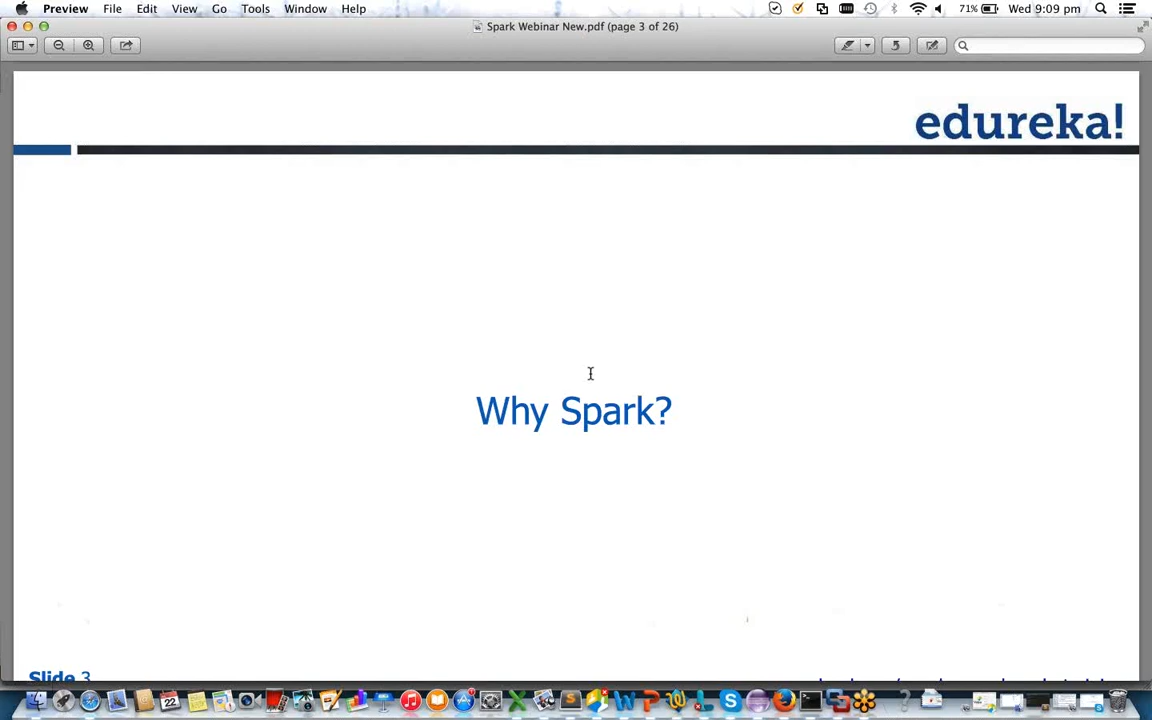 Preview File Edit View Go Tools Window Help 71% Wed 9:09 pm
Spark Webinar New.pdf (page 3 of 26)
edureka!
Why Spark?
Slide 3
22